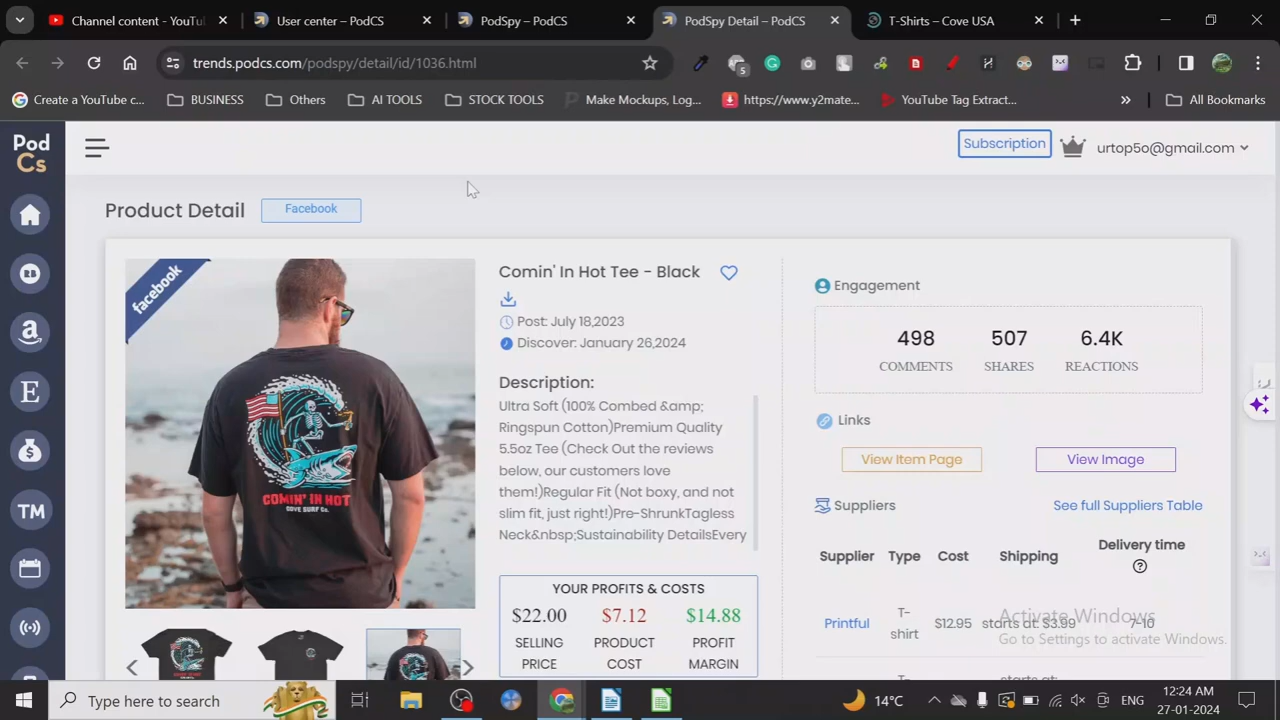 Channel content - YouTu
User center – PodCS
PodSpy – PodCS
PodSpy Detail – PodCS
T-Shirts – Cove USA
trends.podcs.com/podspy/detail/id/1036.html
5
Create a YouTube c...
BUSINESS
Others
AI TOOLS
STOCK TOOLS
Make Mockups, Log...
https://www.y2mate...
YouTube Tag Extract...
All Bookmarks
Pod
Cs
Subscription
urtop5o@gmail.com
Product Detail
Facebook
facebook
COMIN' IN HOT
COVE SURF Co.
Comin' In Hot Tee - Black
Post: July 18,2023
Discover: January 26,2024
Description:
Ultra Soft (100% Combed &amp;
Ringspun Cotton)Premium Quality
5.5oz Tee (Check Out the reviews
below, our customers love
them!)Regular Fit (Not boxy, and not
slim fit, just right!)Pre-ShrunkTagless
Neck&nbsp;Sustainability DetailsEvery
YOUR PROFITS & COSTS
$22.00 $7.12 $14.88
SELLING PRODUCT PROFIT
PRICE COST MARGIN
Engagement
498 507 6.4K
COMMENTS SHARES REACTIONS
Links
View Item Page View Image
Suppliers See full Suppliers Table
Supplier Type Cost Shipping Delivery time
Printful T-shirt $12.95 starts at: $3.99 7-10
T-
Activate Windows
Go to Settings to activate Windows.
RB
a
E
$
TM
Type here to search
14°C
ENG
12:24 AM
27-01-2024